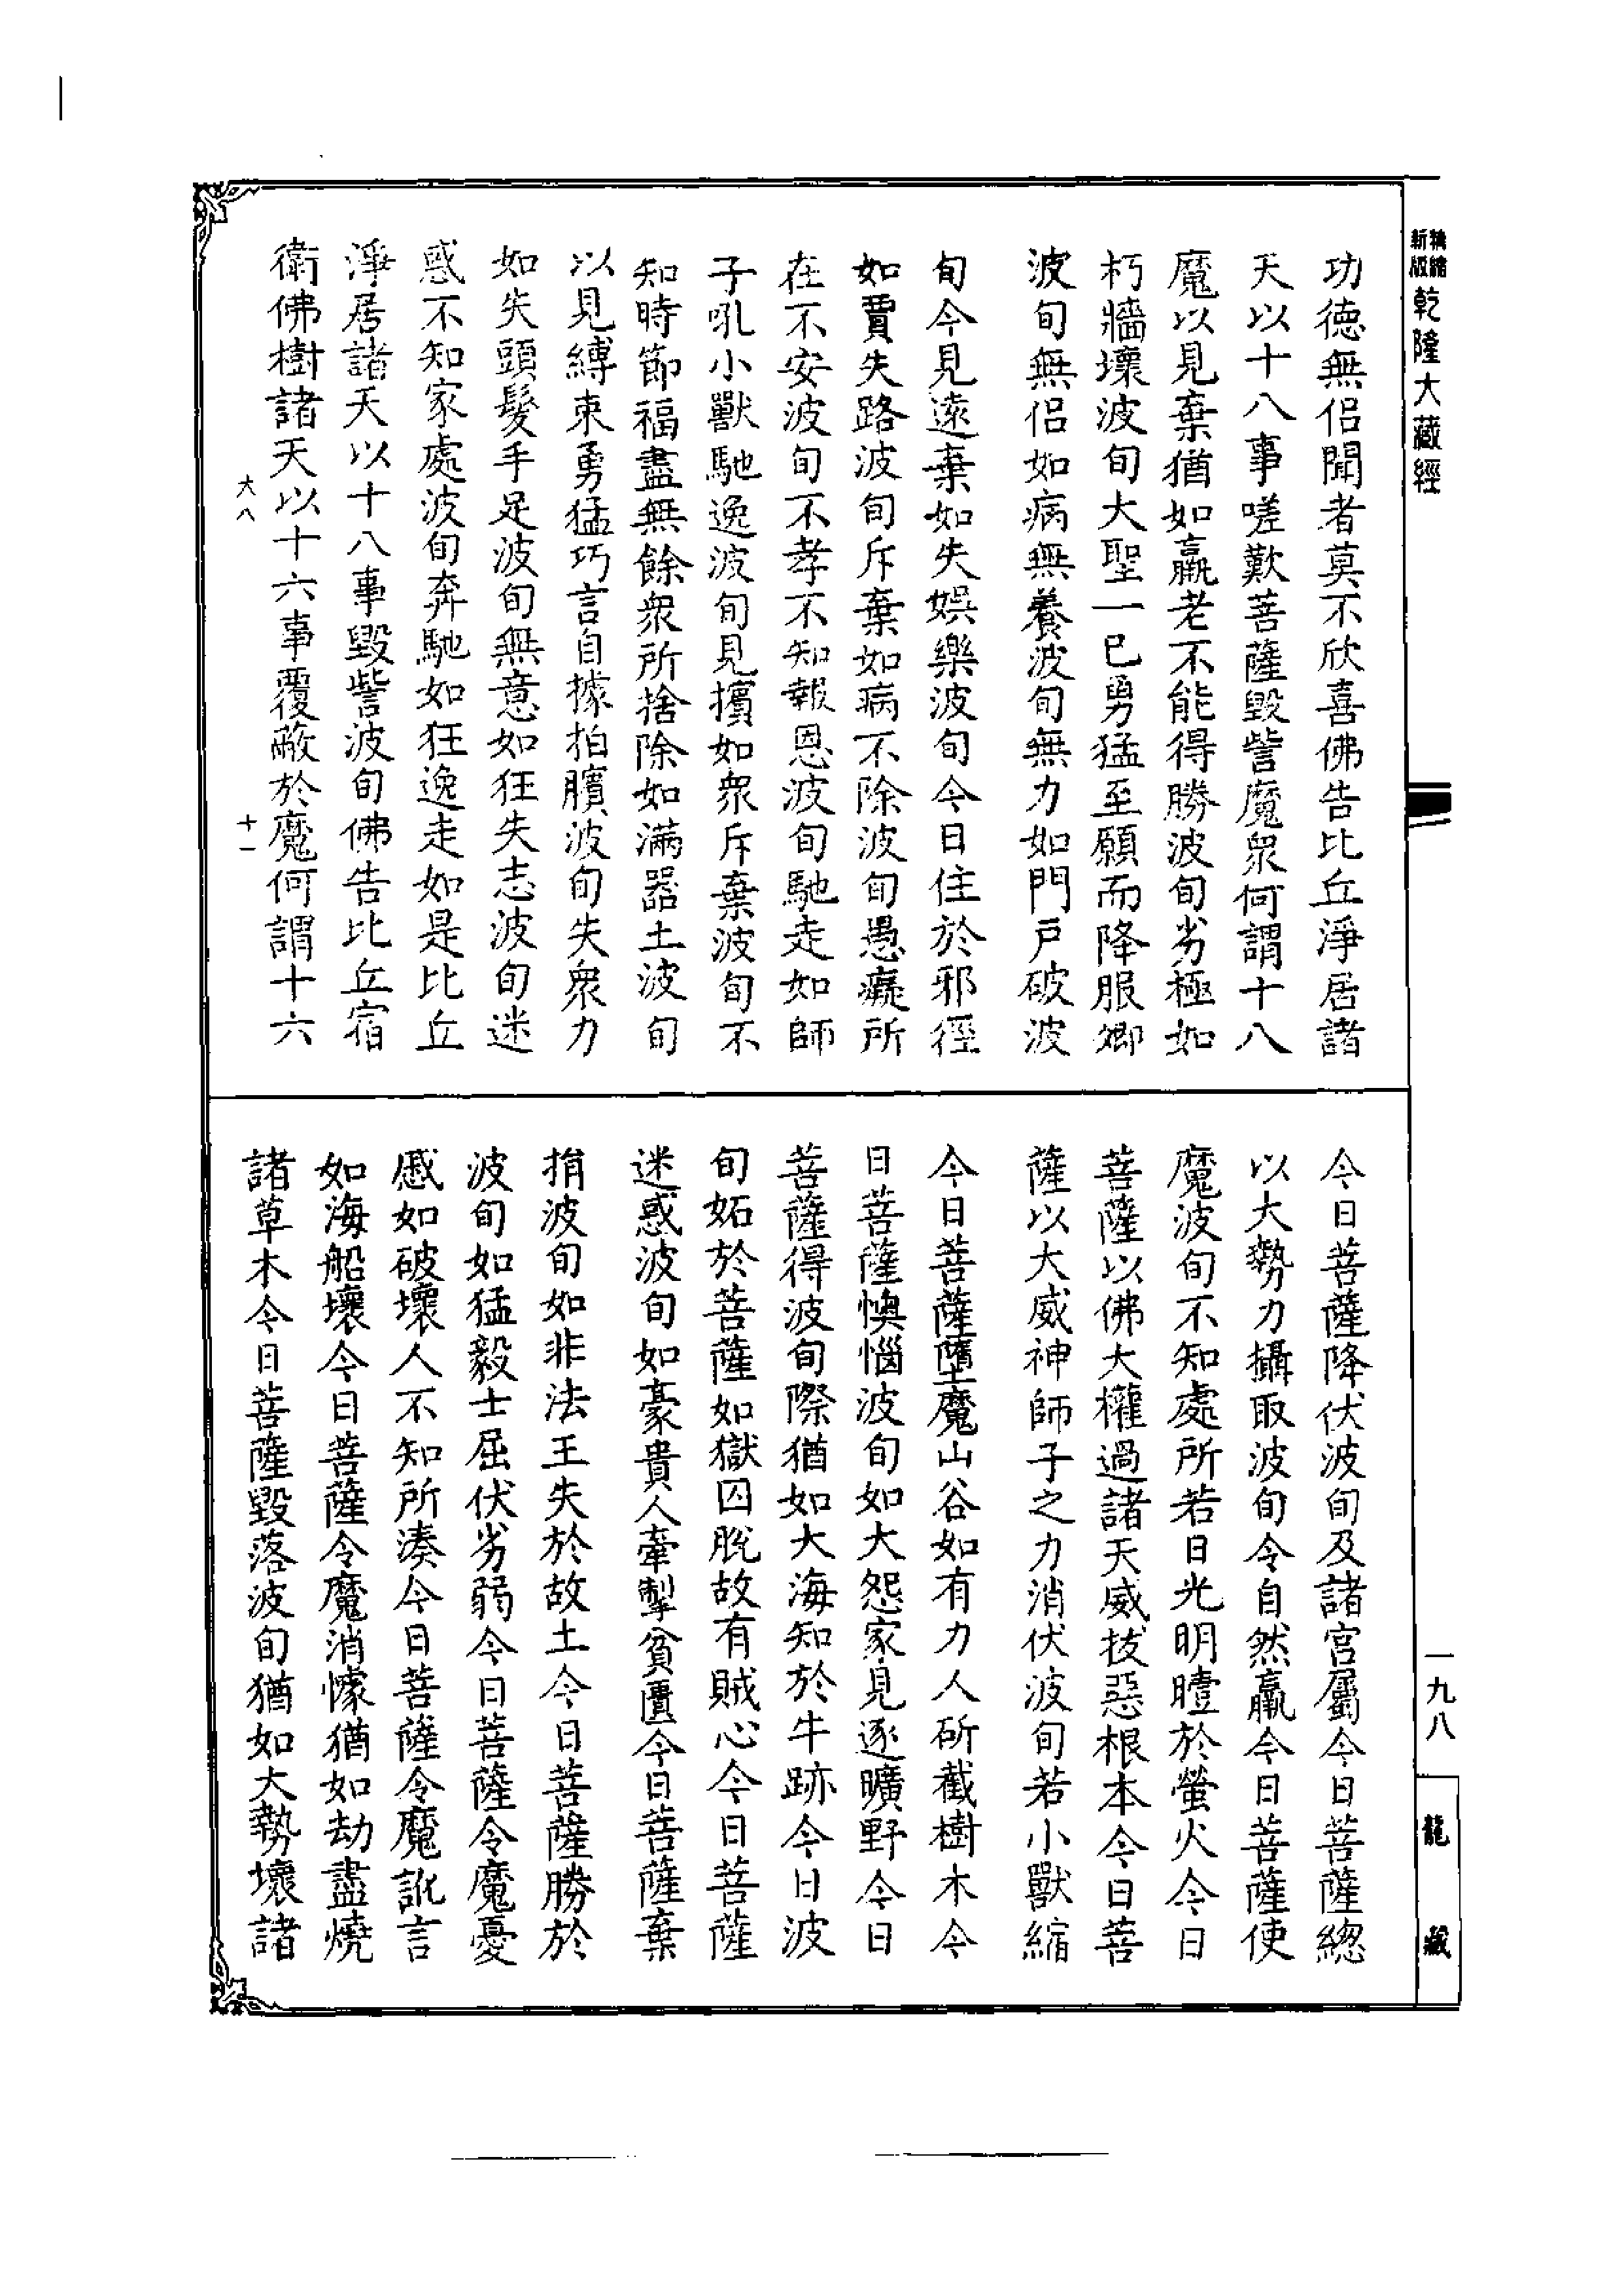 新版精縮乾隆大藏經
功德無侶聞者莫不欣喜佛告比丘淨居諸
天以十八事嗟歎菩薩毀訾魔衆何謂十八
魔以見棄猶如羸老不能得勝波旬劣極如
朽牆壞波旬大聖一己勇猛至願而降服卿
波旬無侶如病無養波旬無力如門戶破波
旬今見遠棄如失娛樂波旬今日住於邪徑
如賈失路波旬斥棄如病不除波旬愚癡所
在不安波旬不孝不知報恩波旬馳走如師
子吼小獸馳逸波旬見擯如衆斥棄波旬不
知時節福盡無餘衆所捨除如滿器土波旬
以見縛束勇猛巧言自據拍髕波旬失衆力
如失頭髮手足波旬無意如狂失志波旬迷
惑不知家處波旬奔馳如狂逸走如是比丘
淨居諸天以十八事毀訾波旬佛告比丘宿
衛佛樹諸天以十六事覆蔽於魔何謂十六
大八
十一
今日菩薩降伏波旬及諸宮屬今日菩薩總
以大勢力攝取波旬令自然羸今日菩薩使
魔波旬不知處所若日光明曀於螢火今日
菩薩以佛大權過諸天威拔惡根本今日菩
薩以大威神師子之力消伏波旬若小獸縮
今日菩薩墮魔山谷如有力人斫截樹木今
日菩薩懊惱波旬如大怨家見逐曠野今日
菩薩得波旬際猶如大海知於牛跡今日波
旬妬於菩薩如獄囚脫故有賊心今日菩薩
迷惑波旬如豪貴人牽掣貧匱今日菩薩棄
捐波旬如非法王失於故土今日菩薩勝於
波旬如猛毅士屈伏劣弱今日菩薩令魔憂
慼如破壞人不知所湊今日菩薩令魔訛言
如海船壞今日菩薩令魔消㦬猶如劫盡燒
諸草木今日菩薩毀落波旬猶如大勢壞諸
一九八
龍藏